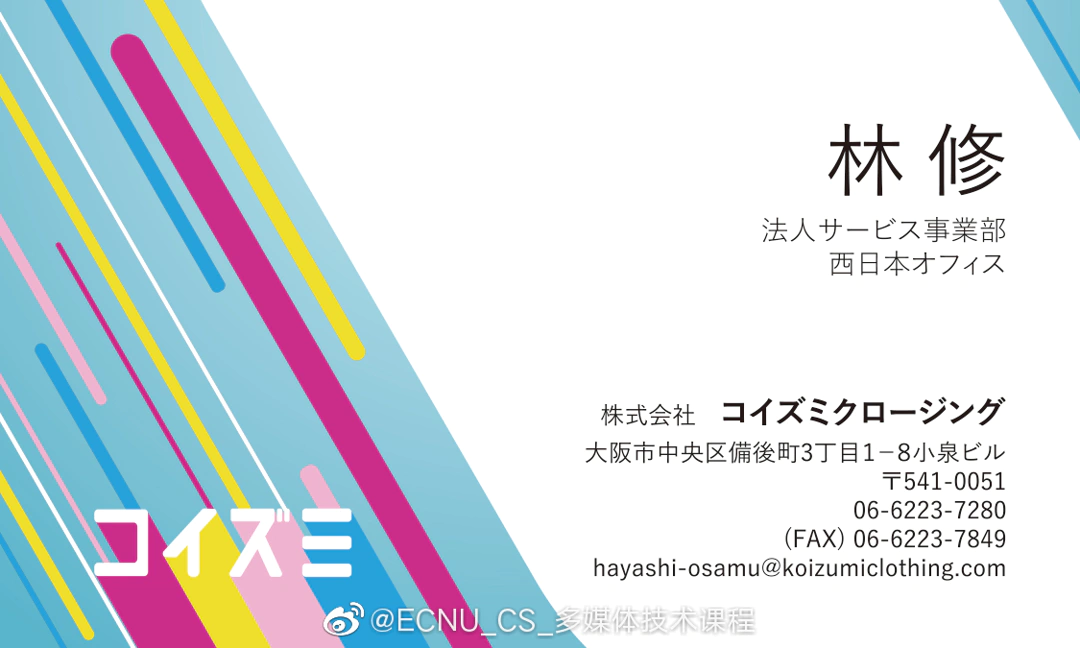 林 修
法人サービス事業部
西日本オフィス
株式会社 コイズミクロージング
大阪市中央区備後町3丁目1−8小泉ビル
〒541-0051
06-6223-7280
(FAX) 06-6223-7849
hayashi-osamu@koizumiclothing.com
コイズミ
@ECNU_CS_多媒体技术课程